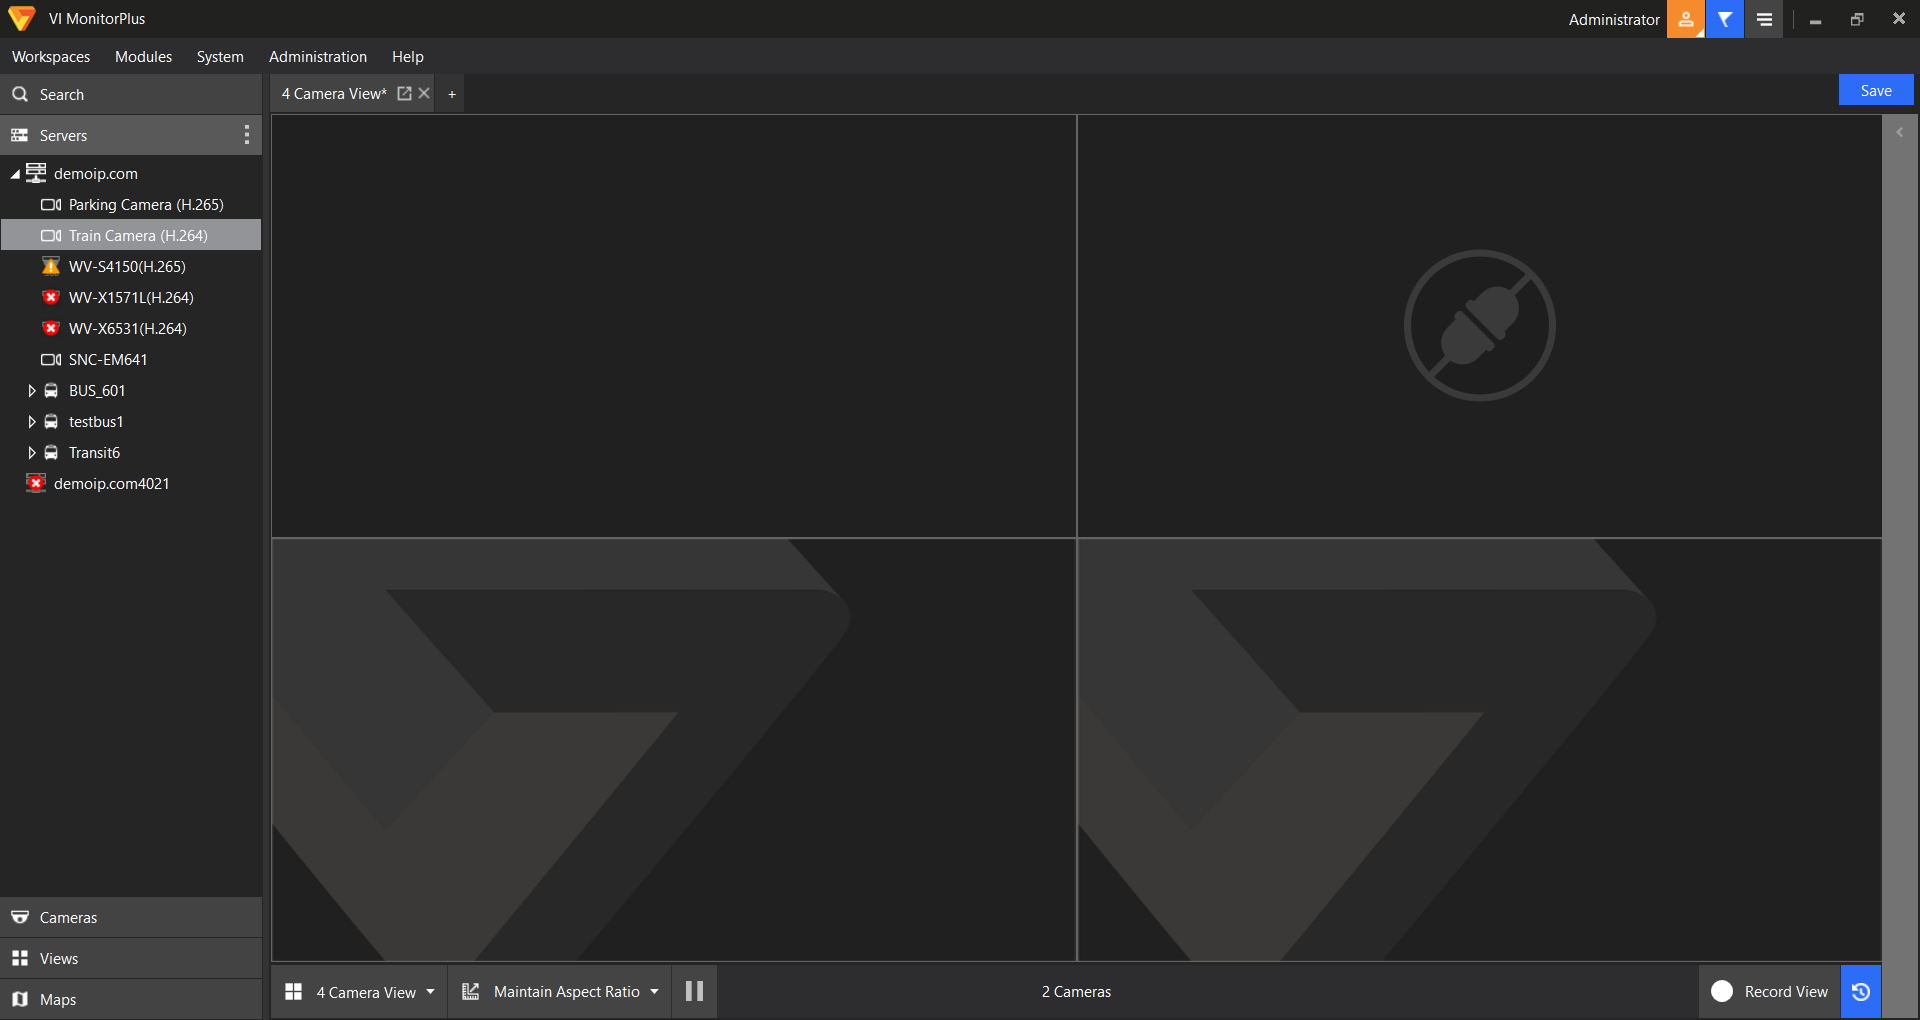 VI MonitorPlus
Administrator
Workspaces Modules System Administration Help
Search
4 Camera View* +
Save
Servers
demoip.com
Parking Camera (H.265)
Train Camera (H.264)
WV-S4150(H.265)
WV-X1571L(H.264)
WV-X6531(H.264)
SNC-EM641
BUS_601
testbus1
Transit6
demoip.com4021
Cameras
Views
Maps
4 Camera View
Maintain Aspect Ratio
2 Cameras
Record View